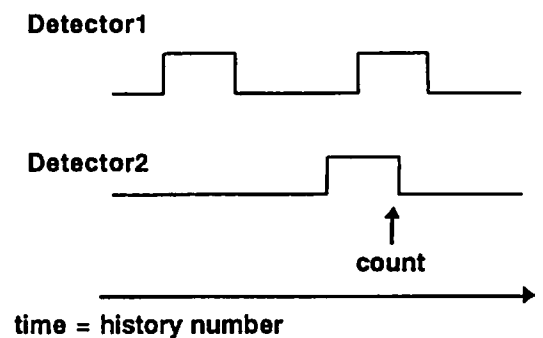 Detector1
Detector2
count
time = history number